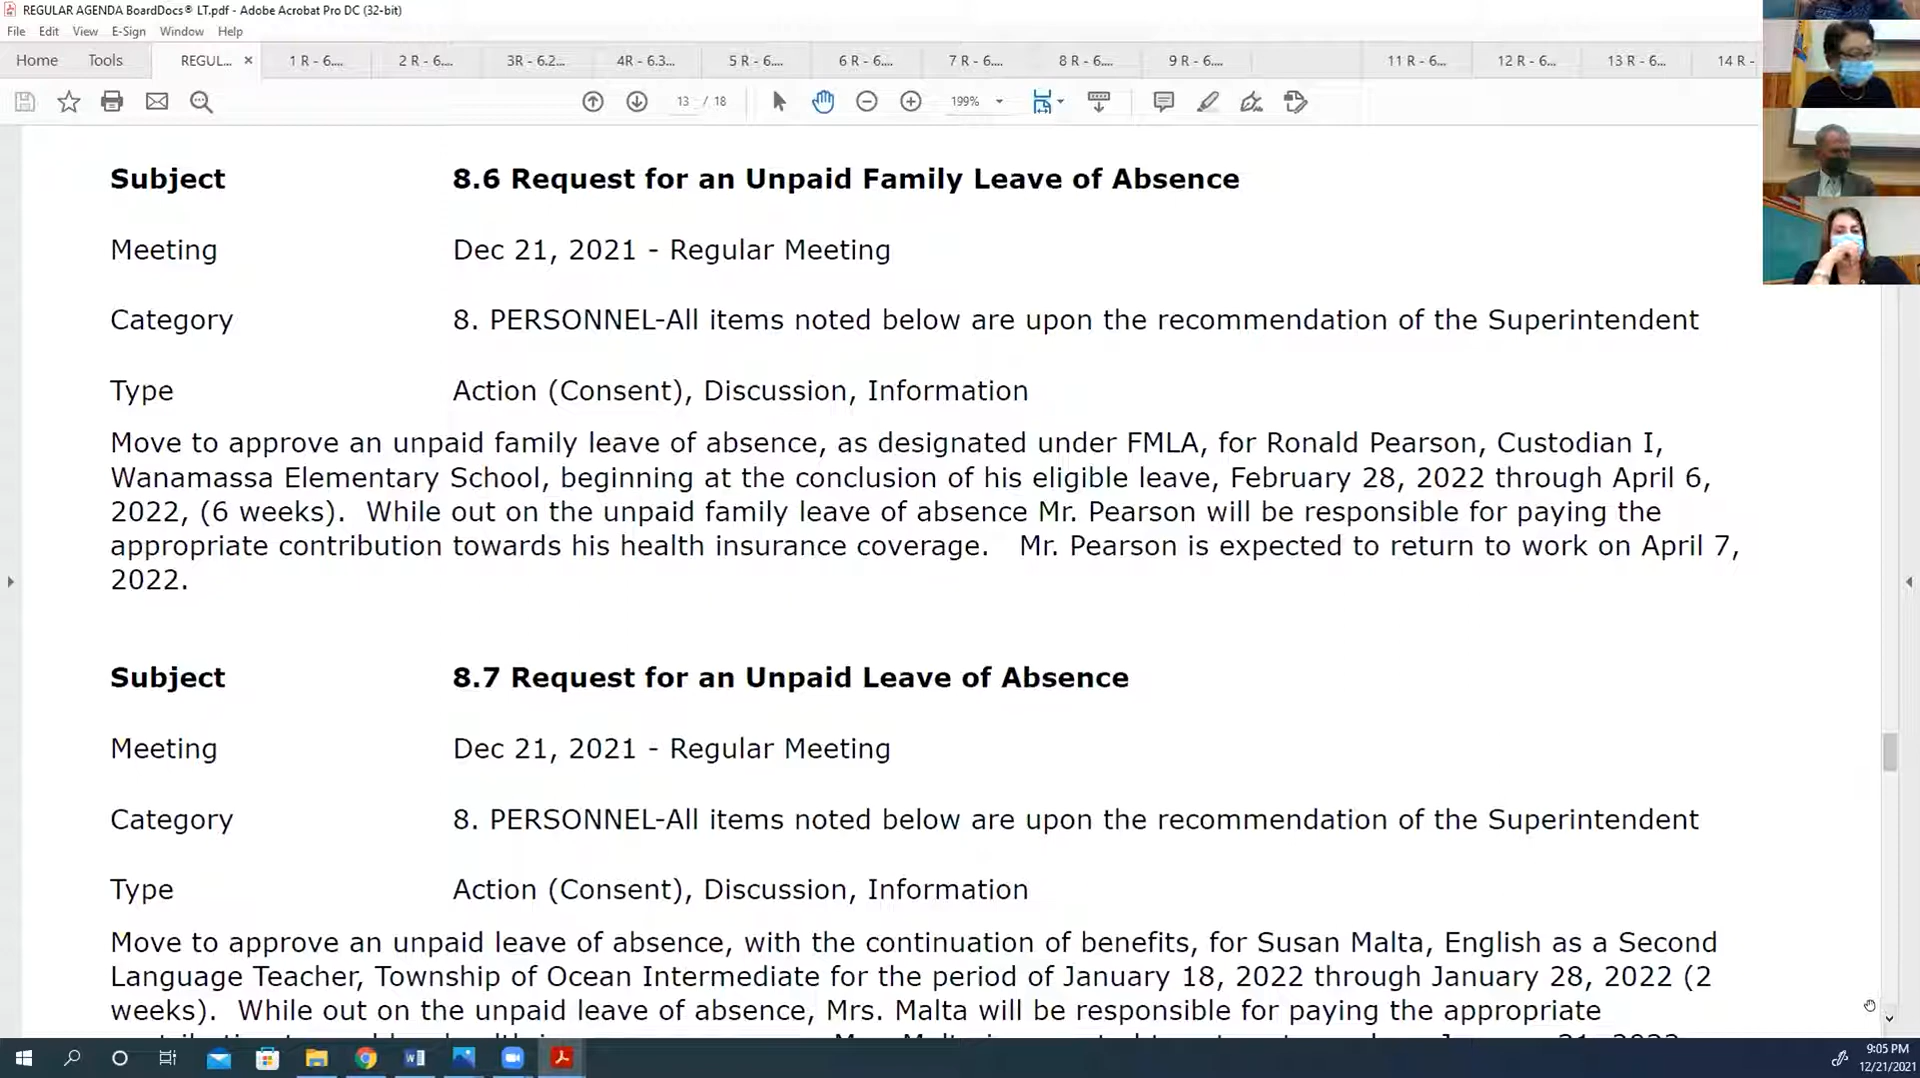 REGULAR AGENDA BoardDocs® LT.pdf - Adobe Acrobat Pro DC (32-bit)
File Edit View E-Sign Window Help
Home Tools REGUL... × 1 R - 6.... 2 R - 6.... 3R - 6.2... 4R - 6.3... 5 R - 6.... 6 R - 6.... 7 R - 6.... 8 R - 6.... 9 R - 6.... 11 R - 6... 12 R - 6... 13 R - 6... 14 R -
13 / 18 199%
Subject 8.6 Request for an Unpaid Family Leave of Absence
Meeting Dec 21, 2021 - Regular Meeting
Category 8. PERSONNEL-All items noted below are upon the recommendation of the Superintendent
Type Action (Consent), Discussion, Information
Move to approve an unpaid family leave of absence, as designated under FMLA, for Ronald Pearson, Custodian I,
Wanamassa Elementary School, beginning at the conclusion of his eligible leave, February 28, 2022 through April 6,
2022, (6 weeks). While out on the unpaid family leave of absence Mr. Pearson will be responsible for paying the
appropriate contribution towards his health insurance coverage. Mr. Pearson is expected to return to work on April 7,
2022.
Subject 8.7 Request for an Unpaid Leave of Absence
Meeting Dec 21, 2021 - Regular Meeting
Category 8. PERSONNEL-All items noted below are upon the recommendation of the Superintendent
Type Action (Consent), Discussion, Information
Move to approve an unpaid leave of absence, with the continuation of benefits, for Susan Malta, English as a Second
Language Teacher, Township of Ocean Intermediate for the period of January 18, 2022 through January 28, 2022 (2
weeks). While out on the unpaid leave of absence, Mrs. Malta will be responsible for paying the appropriate
9:05 PM
12/21/2021